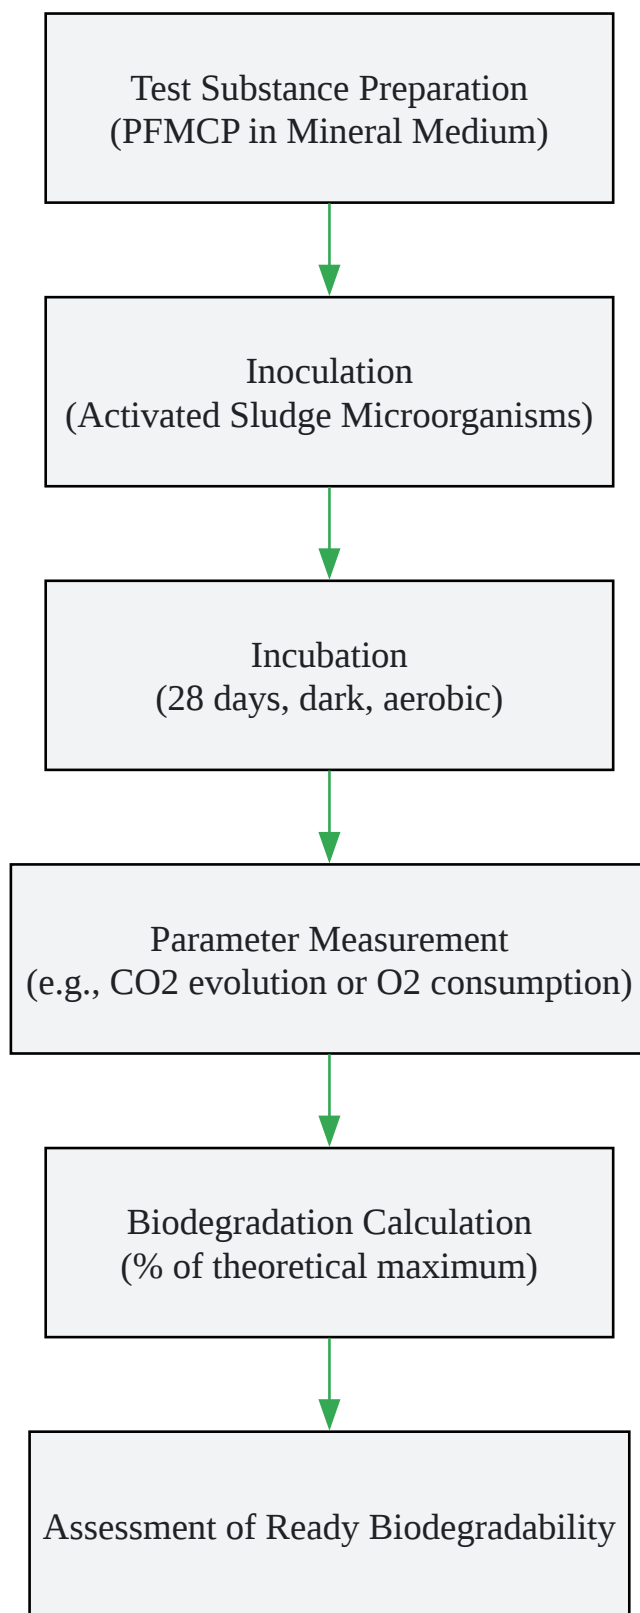 Test Substance Preparation
(PFMCP in Mineral Medium)
Inoculation
(Activated Sludge Microorganisms)
Incubation
(28 days, dark, aerobic)
Parameter Measurement
(e.g., CO2 evolution or O2 consumption)
Biodegradation Calculation
(% of theoretical maximum)
Assessment of Ready Biodegradability